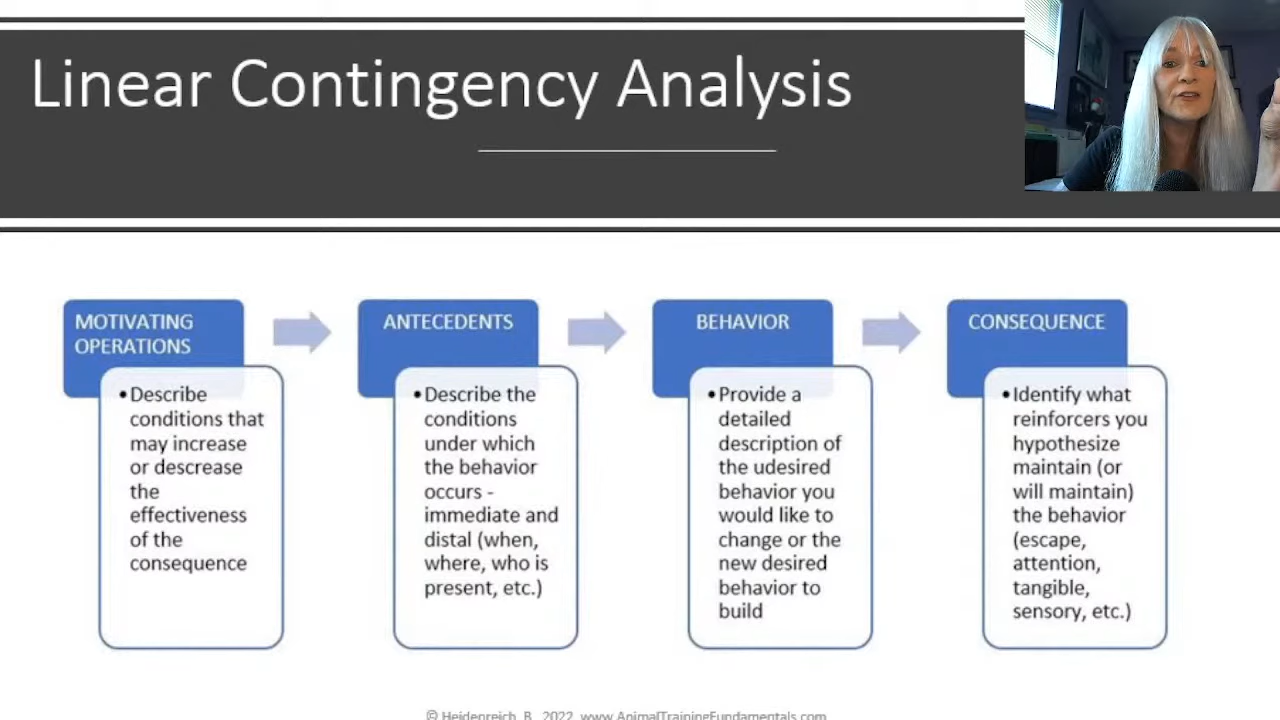 Linear Contingency Analysis
MOTIVATING
OPERATIONS
•Describe
conditions that
may increase
or descrease
the
effectiveness
of the
consequence
ANTECEDENTS
•Describe the
conditions
under which
the behavior
occurs -
immediate and
distal (when,
where, who is
present, etc.)
BEHAVIOR
•Provide a
detailed
description of
the udesired
behavior you
would like to
change or the
new desired
behavior to
build
CONSEQUENCE
•Identify what
reinforcers you
hypothesize
maintain (or
will maintain)
the behavior
(escape,
attention,
tangible,
sensory, etc.)
© Heidenreich, B. 2022. www.AnimalTrainingFundamentals.com